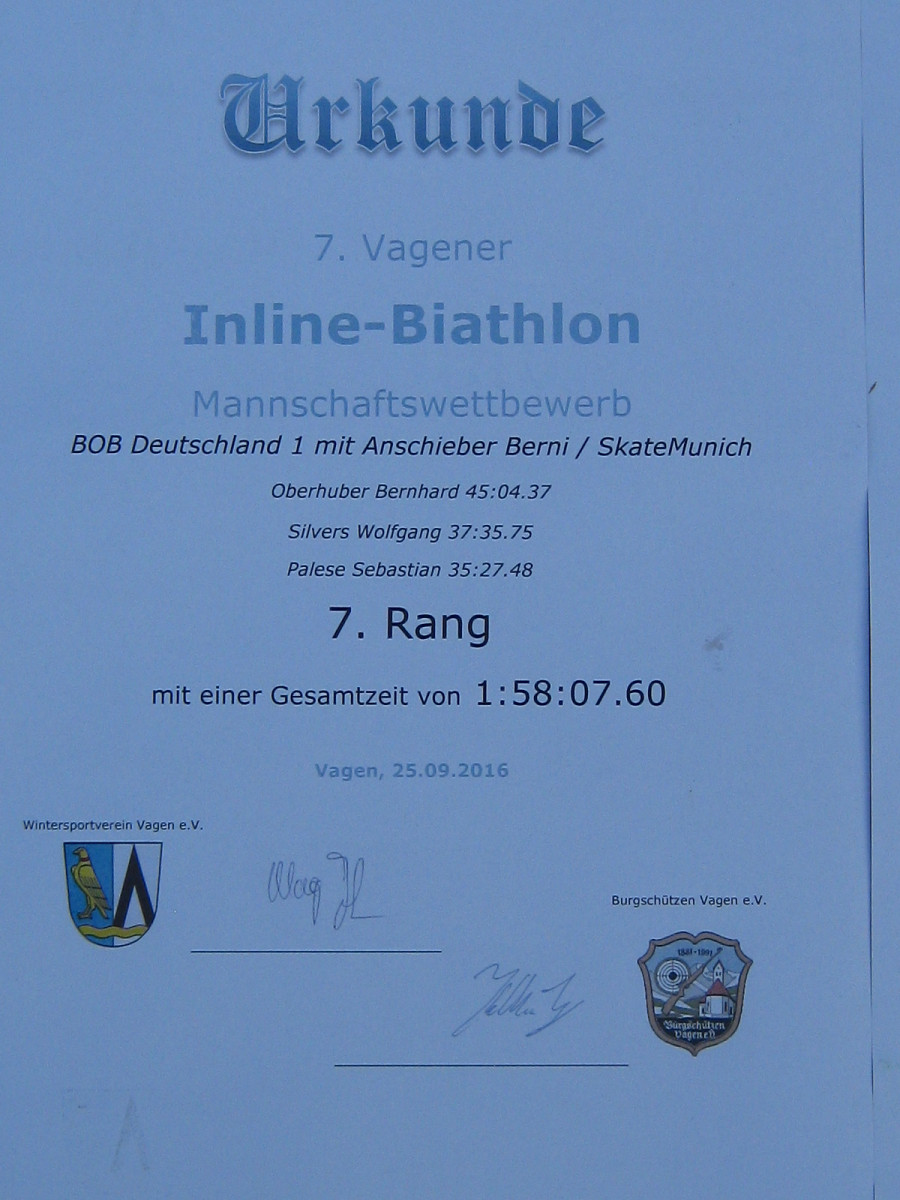 Urkunde
7. Vagener
Inline-Biathlon
Mannschaftswettbewerb
BOB Deutschland 1 mit Anschieber Berni / SkateMunich
Oberhuber Bernhard 45:04.37
Silvers Wolfgang 37:35.75
Palese Sebastian 35:27.48
7. Rang
mit einer Gesamtzeit von 1:58:07.60
Vagen, 25.09.2016
Wintersportverein Vagen e.V.
Burgschützen Vagen e.V.
Burgschützen
Vagen e.V.